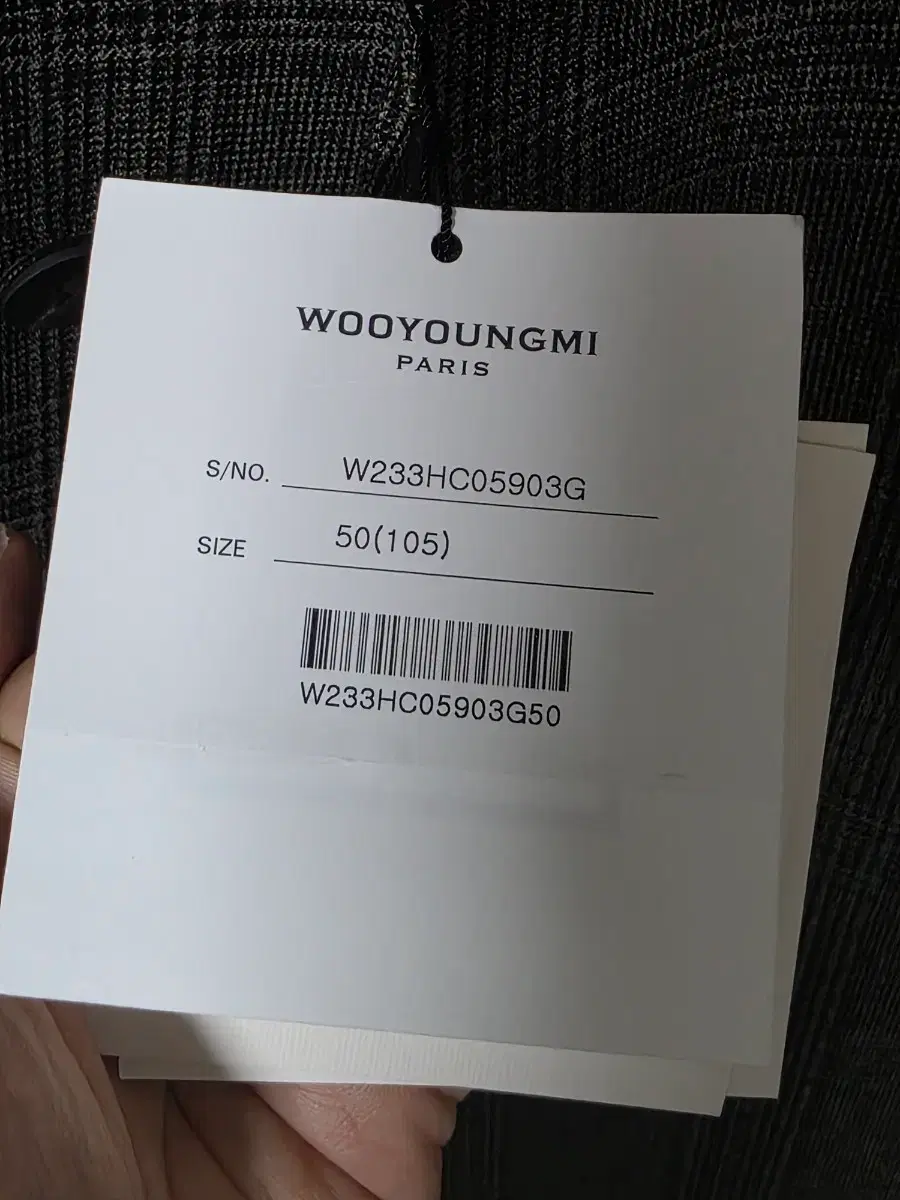 WOOYOUNGMI
PARIS
S/NO. W233HC05903G
SIZE 50(105)
W233HC05903G50